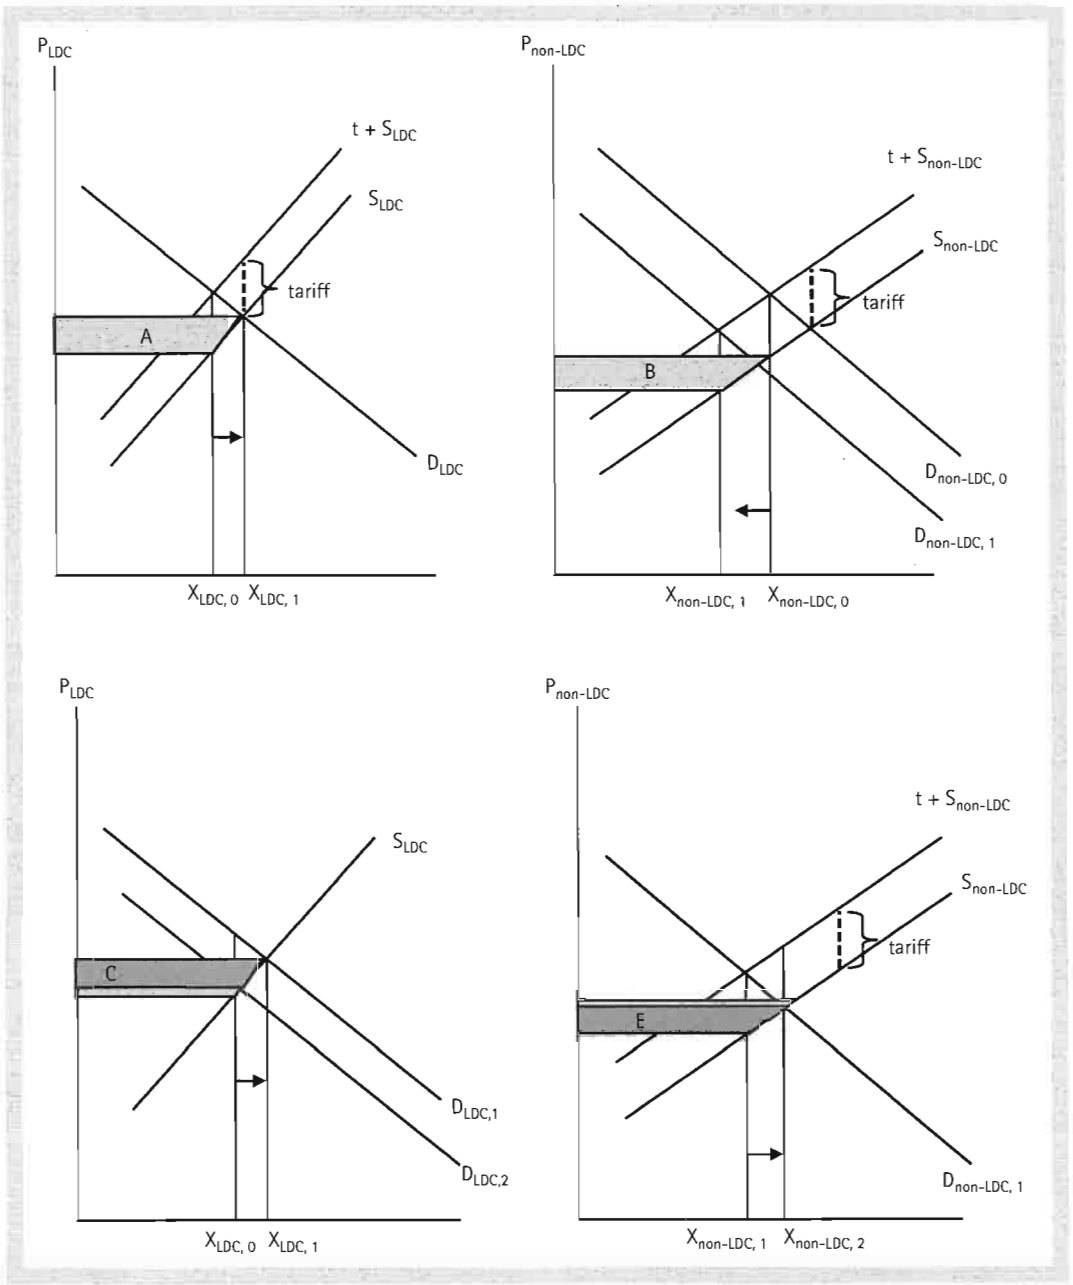 P_LDC
t + S_LDC
S_LDC
tariff
A
D_LDC
X_LDC, 0 X_LDC, 1
P_non-LDC
t + S_non-LDC
S_non-LDC
tariff
B
D_non-LDC, 0
D_non-LDC, 1
X_non-LDC, 1 X_non-LDC, 0
P_LDC
S_LDC
C
D_LDC,1
D_LDC,2
X_LDC, 0 X_LDC, 1
P_non-LDC
t + S_non-LDC
S_non-LDC
tariff
E
D_non-LDC, 1
X_non-LDC, 1 X_non-LDC, 2